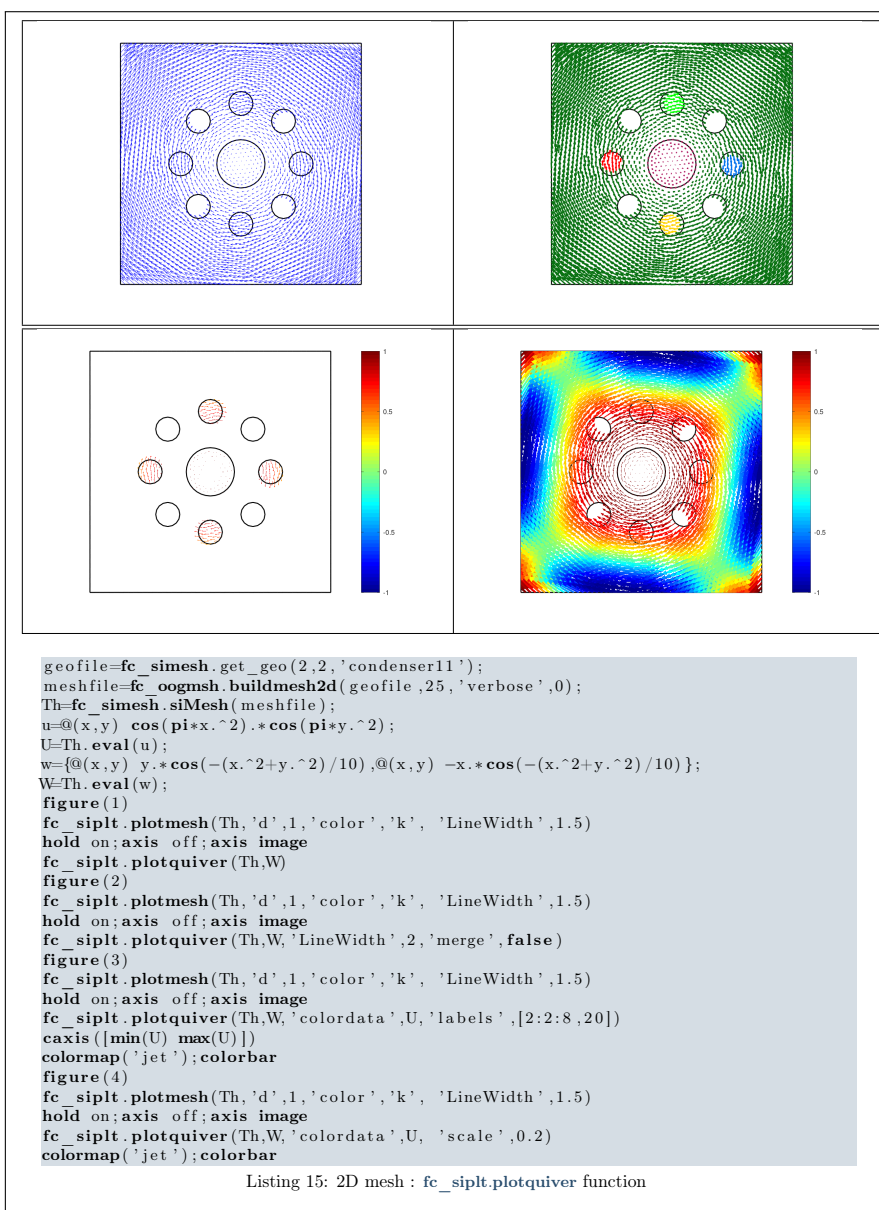 1
0.5
0
-0.5
-1
1
0.5
0
-0.5
-1
geofile=fc_simesh.get_geo(2,2,'condenser11');
meshfile=fc_oogmsh.buildmesh2d(geofile,25,'verbose',0);
Th=fc_simesh.siMesh(meshfile);
u=@(x,y) cos(pi*x.^2).*cos(pi*y.^2);
U=Th.eval(u);
w={@(x,y) y.*cos(-(x.^2+y.^2)/10),@(x,y) -x.*cos(-(x.^2+y.^2)/10)};
W=Th.eval(w);
figure(1)
fc_siplt.plotmesh(Th,'d',1,'color','k', 'LineWidth',1.5)
hold on;axis off;axis image
fc_siplt.plotquiver(Th,W)
figure(2)
fc_siplt.plotmesh(Th,'d',1,'color','k', 'LineWidth',1.5)
hold on;axis off;axis image
fc_siplt.plotquiver(Th,W,'LineWidth',2,'merge',false)
figure(3)
fc_siplt.plotmesh(Th,'d',1,'color','k', 'LineWidth',1.5)
hold on;axis off;axis image
fc_siplt.plotquiver(Th,W,'colordata',U,'labels',[2:2:8,20])
caxis([min(U) max(U)])
colormap('jet');colorbar
figure(4)
fc_siplt.plotmesh(Th,'d',1,'color','k', 'LineWidth',1.5)
hold on;axis off;axis image
fc_siplt.plotquiver(Th,W,'colordata',U, 'scale',0.2)
colormap('jet');colorbar
Listing 15: 2D mesh : fc_siplt.plotquiver function